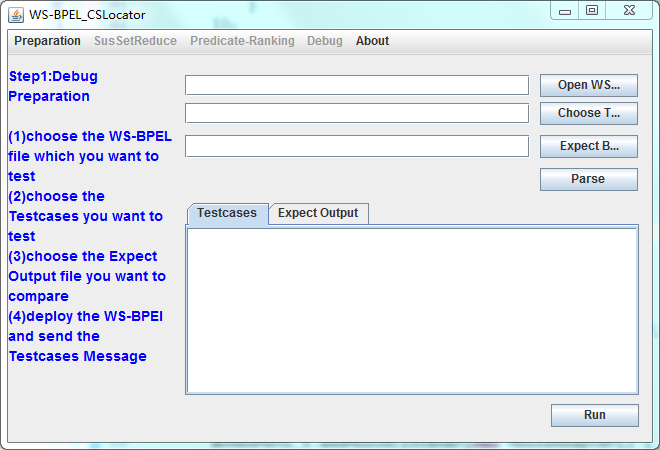 WS-BPEL_CSLocator
Preparation SusSetReduce Predicate-Ranking Debug About
Step1:Debug
Preparation
(1)choose the WS-BPEL
file which you want to
test
(2)choose the
Testcases you want to
test
(3)choose the Expect
Output file you want to
compare
(4)deploy the WS-BPEl
and send the
Testcases Message
Open WS...
Choose T...
Expect B...
Parse
Testcases Expect Output
Run